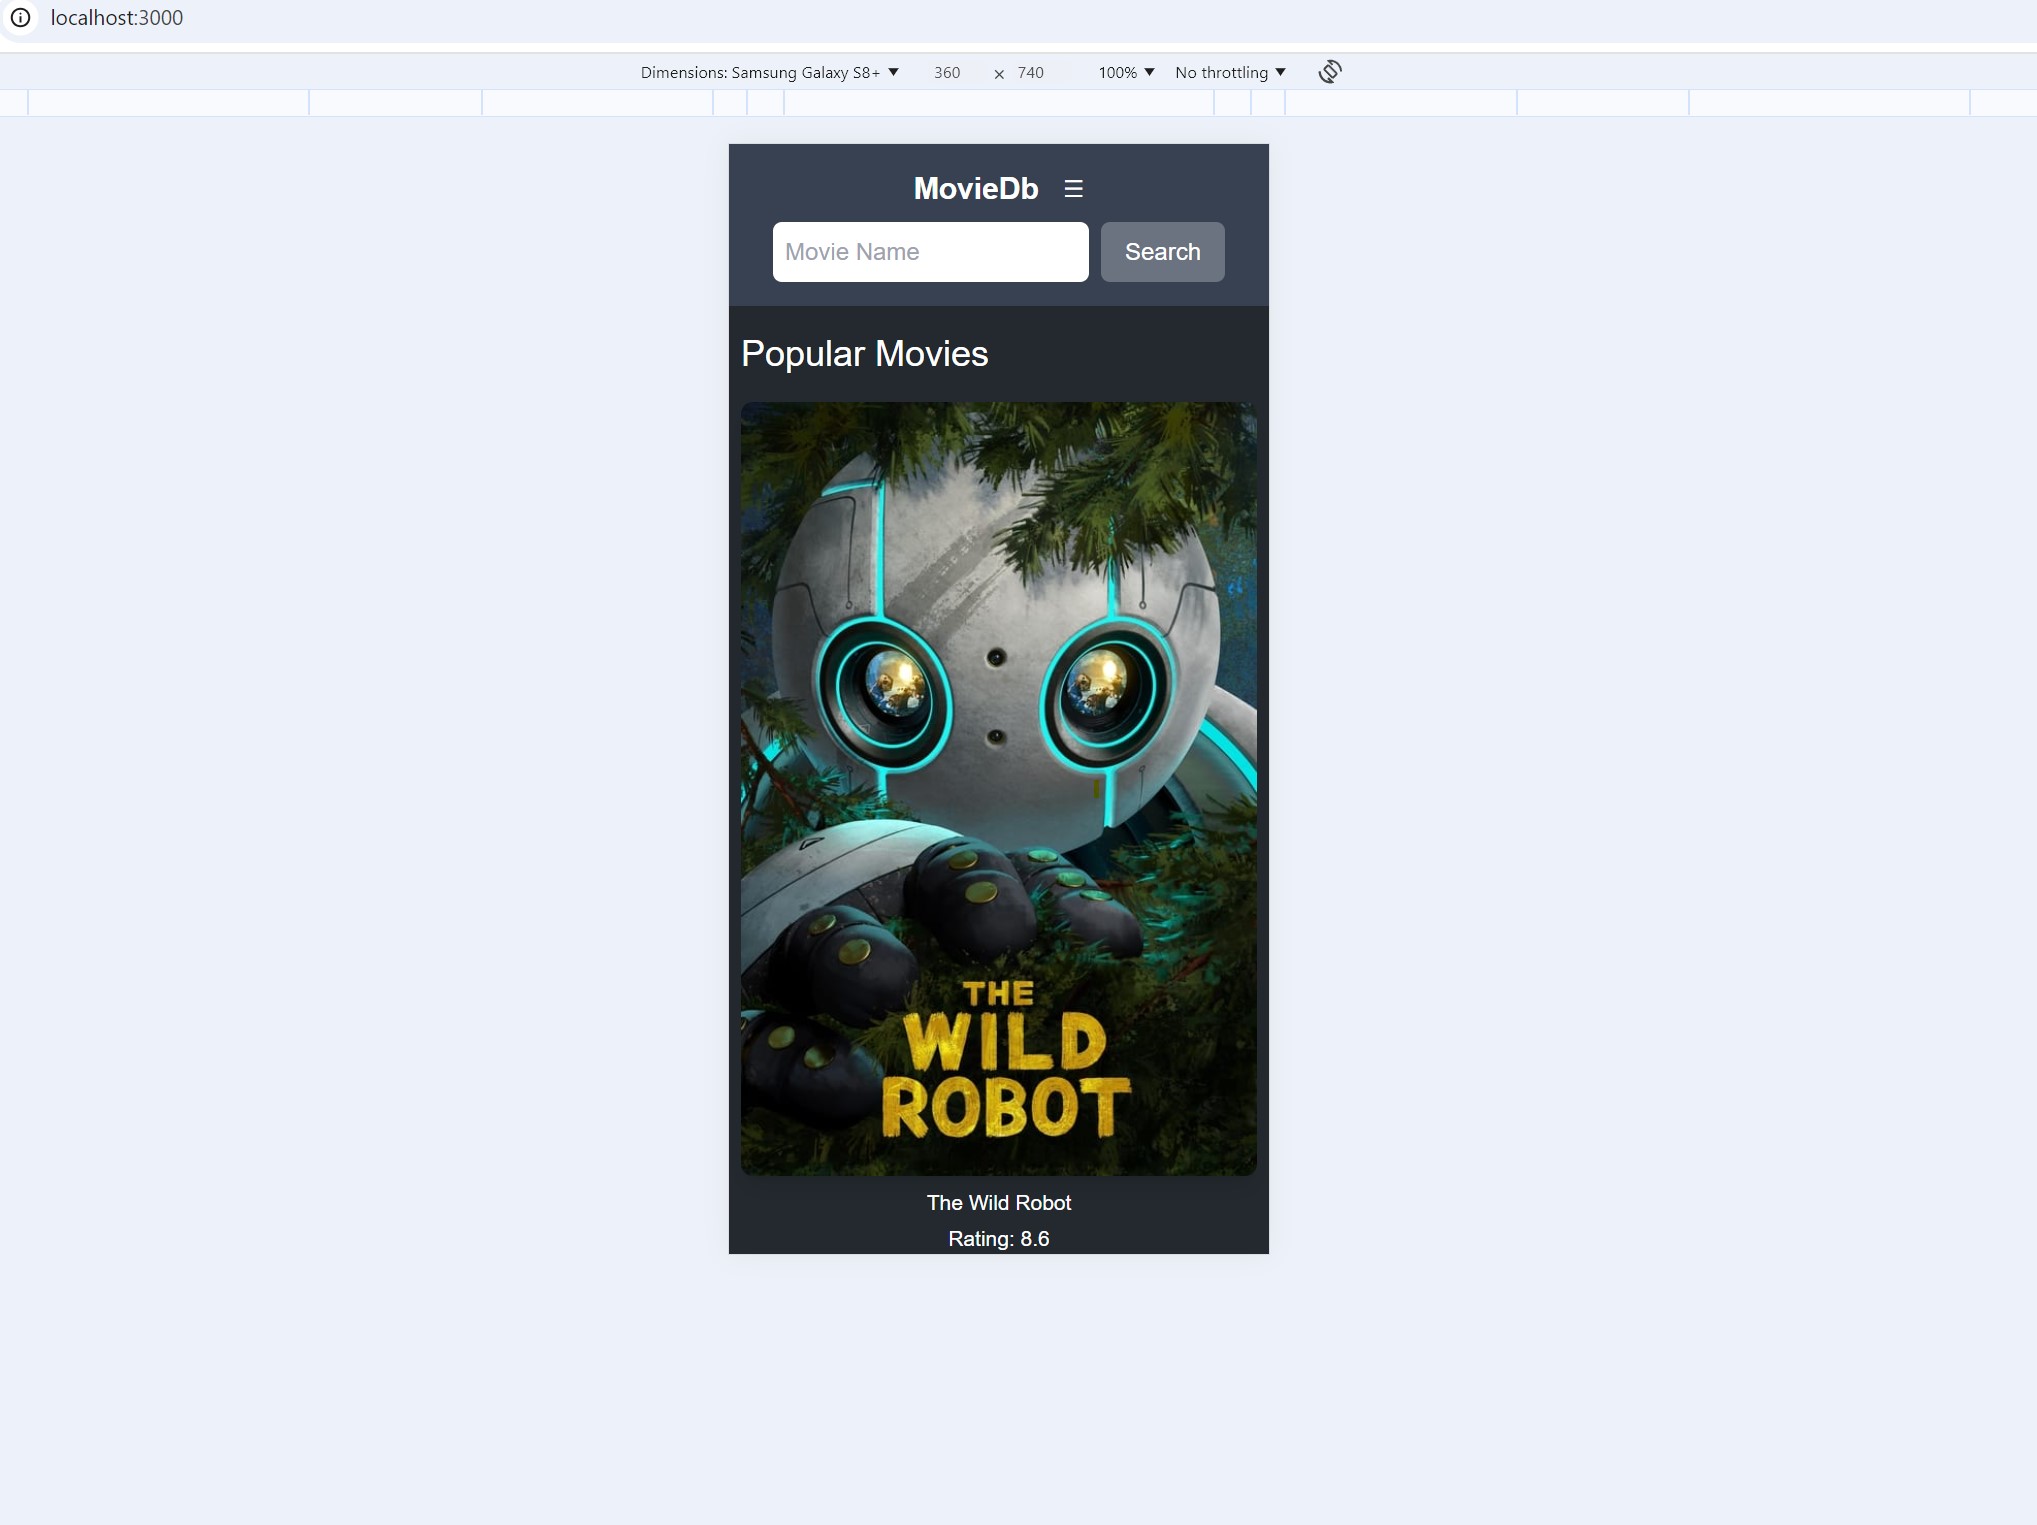 localhost:3000
Dimensions: Samsung Galaxy S8+ ▼ 360 × 740 100% ▼ No throttling ▼
MovieDb ☰
Movie Name Search
Popular Movies
THE
WILD
ROBOT
The Wild Robot
Rating: 8.6